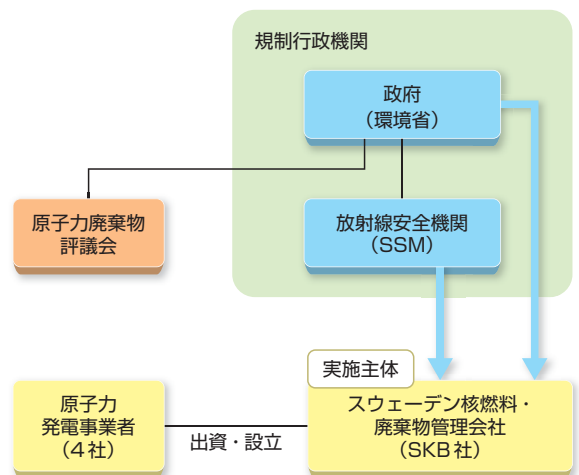 規制行政機関
政府
（環境省）
原子力廃棄物
評議会
放射線安全機関
（SSM）
実施主体
原子力
発電事業者
（4社）
出資・設立
スウェーデン核燃料・
廃棄物管理会社
（SKB社）